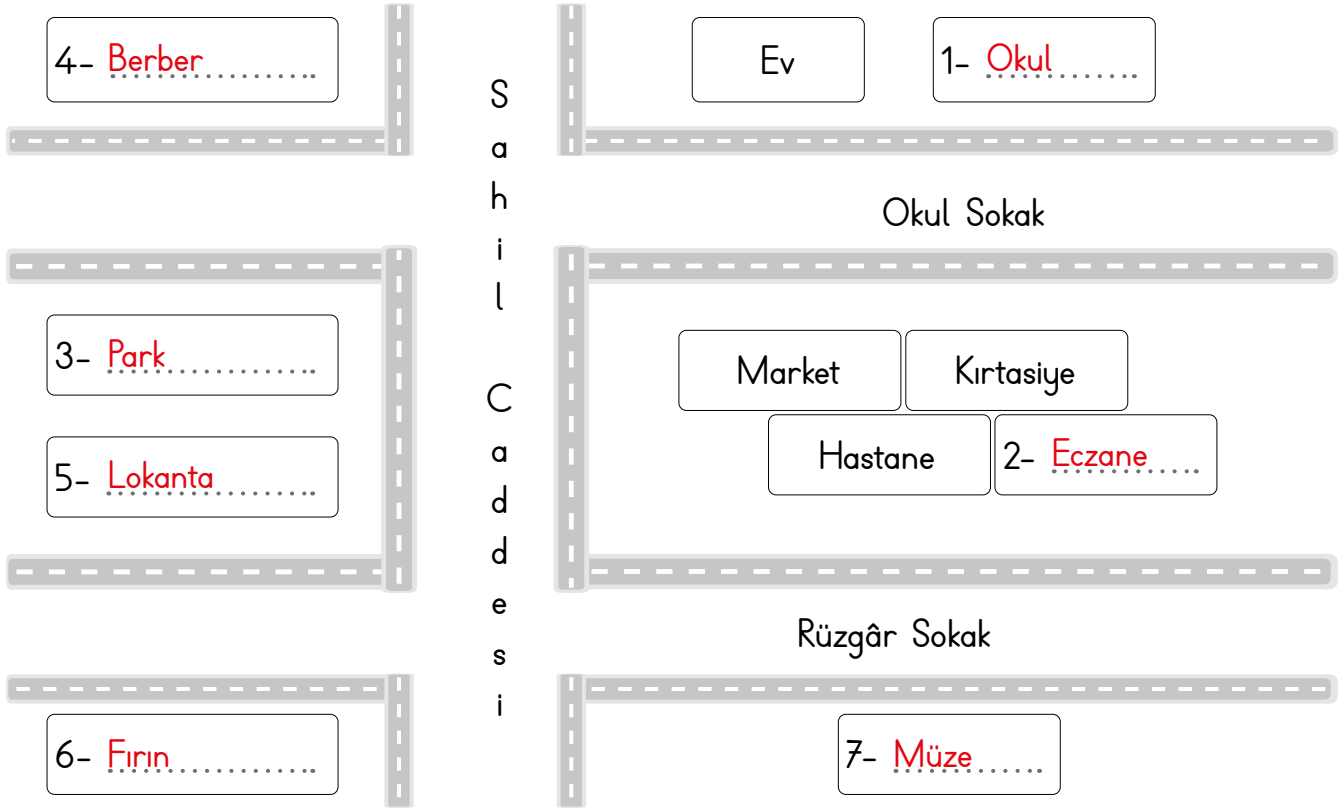 4- Berber
Ev
1- Okul
Sahil Caddesi
Okul Sokak
3- Park
Market
Kırtasiye
5- Lokanta
Hastane
2- Eczane
Rüzgâr Sokak
6- Fırın
7- Müze